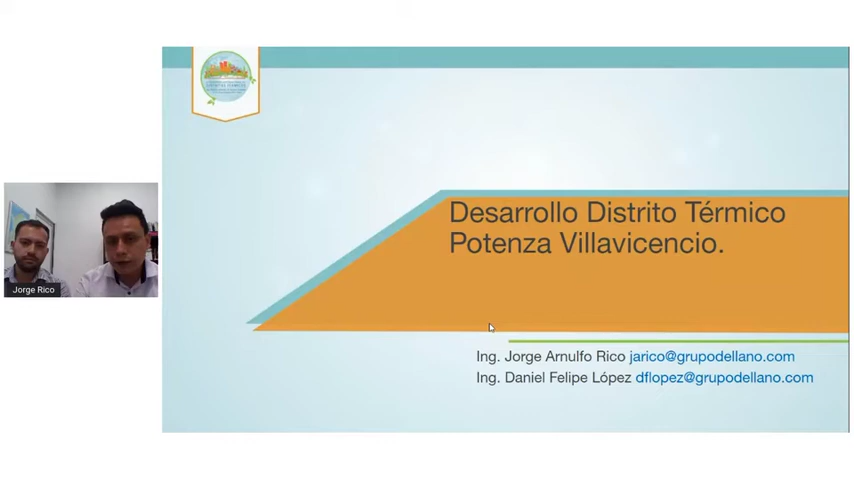 Desarrollo Distrito Térmico
Potenza Villavicencio.
Jorge Rico
Ing. Jorge Arnulfo Rico jarico@grupodellano.com
Ing. Daniel Felipe López dflopez@grupodellano.com